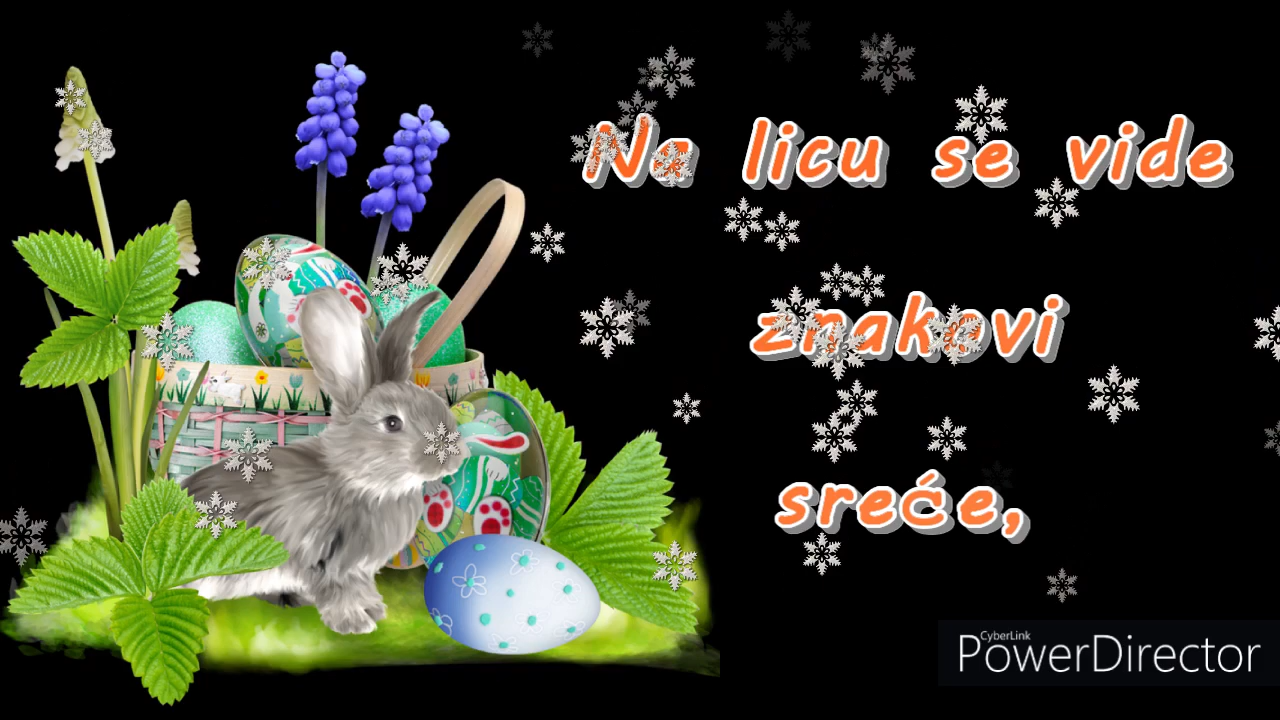 Na licu se vide
znakovi
sreće,
CyberLink
PowerDirector